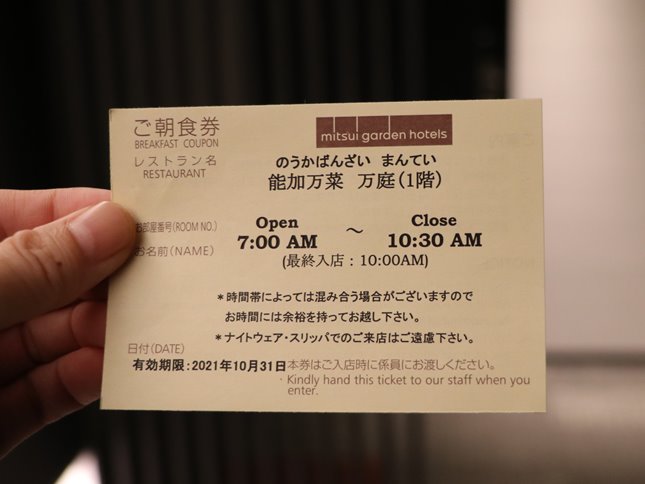 ご朝食券
BREAKFAST COUPON
mitsui garden hotels
レストラン名
RESTAURANT
のうかばんざい まんてい
能加万菜 万庭(1階)
お部屋番号(ROOM NO.)
お名前(NAME)
Open
7:00 AM
～
Close
10:30 AM
(最終入店：10:00AM)
＊時間帯によっては混み合う場合がございますので
お時間には余裕を持ってお越し下さい。
＊ナイトウェア・スリッパでのご来店はご遠慮下さい。
日付(DATE)
有効期限:2021年10月31日
本券はご入店時に係員にお渡しください。
· Kindly hand this ticket to our staff when you
enter.